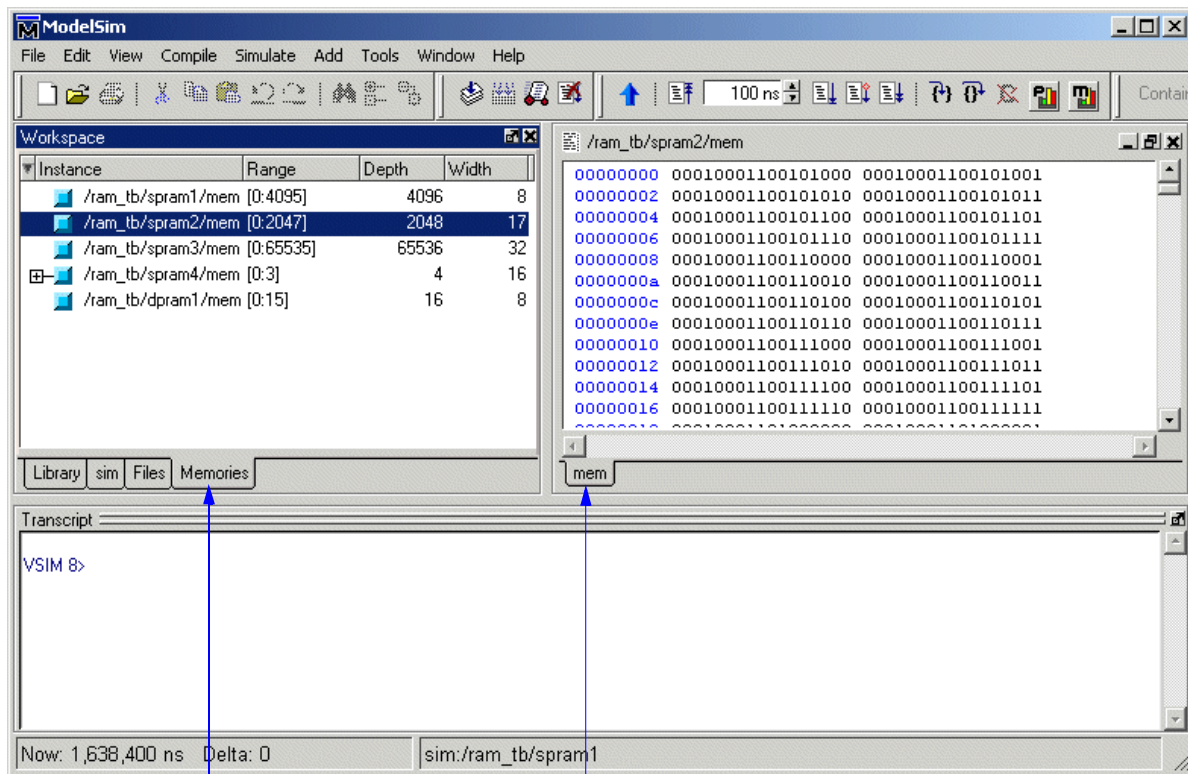 ModelSim
File Edit View Compile Simulate Add Tools Window Help
100 ns
Contai
Workspace
Instance Range Depth Width
/ram_tb/spram1/mem [0:4095] 4096 8
/ram_tb/spram2/mem [0:2047] 2048 17
/ram_tb/spram3/mem [0:65535] 65536 32
/ram_tb/spram4/mem [0:3] 4 16
/ram_tb/dpram1/mem [0:15] 16 8
Library sim Files Memories
/ram_tb/spram2/mem
00000000 00010001100101000 00010001100101001
00000002 00010001100101010 00010001100101011
00000004 00010001100101100 00010001100101101
00000006 00010001100101110 00010001100101111
00000008 00010001100110000 00010001100110001
0000000a 00010001100110010 00010001100110011
0000000c 00010001100110100 00010001100110101
0000000e 00010001100110110 00010001100110111
00000010 00010001100111000 00010001100111001
00000012 00010001100111010 00010001100111011
00000014 00010001100111100 00010001100111101
00000016 00010001100111110 00010001100111111
mem
Transcript
VSIM 8>
Now: 1,638,400 ns Delta: 0
sim:/ram_tb/spram1